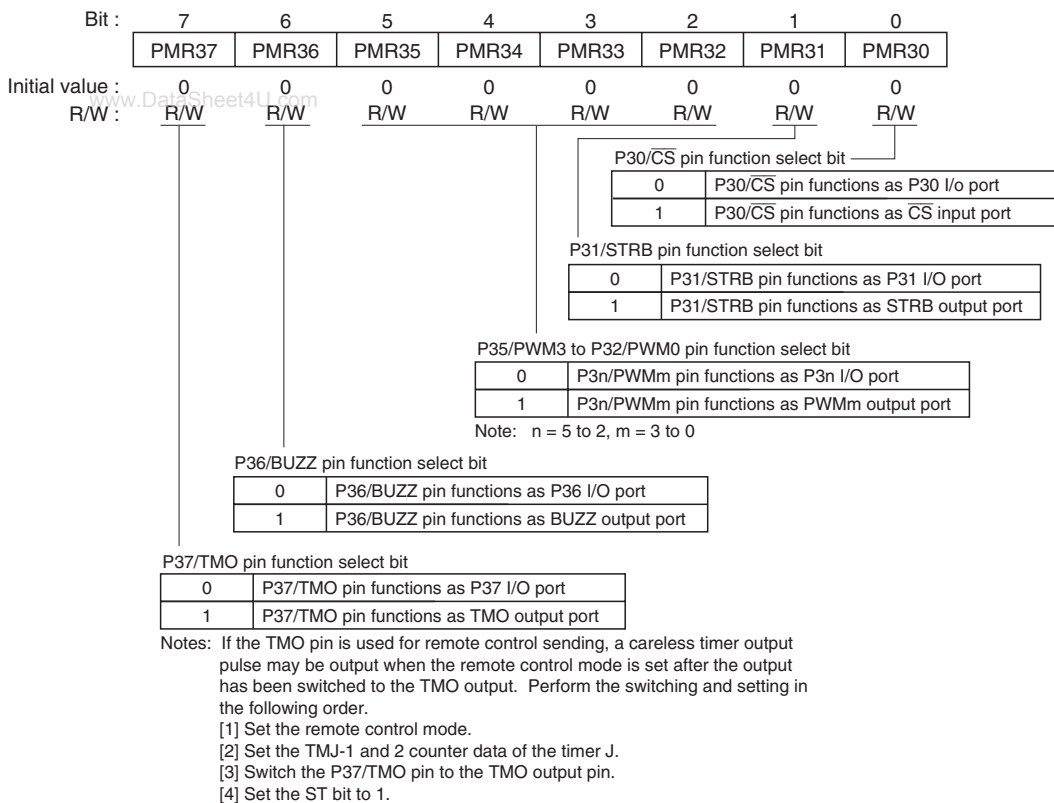 Bit : 7 6 5 4 3 2 1 0
PMR37 PMR36 PMR35 PMR34 PMR33 PMR32 PMR31 PMR30
Initial value : 0 0 0 0 0 0 0 0
www.DataSheet4U.com
R/W : R/W R/W R/W R/W R/W R/W R/W R/W
P30/C̅S̅ pin function select bit
0 P30/C̅S̅ pin functions as P30 I/o port
1 P30/C̅S̅ pin functions as C̅S̅ input port
P31/STRB pin function select bit
0 P31/STRB pin functions as P31 I/O port
1 P31/STRB pin functions as STRB output port
P35/PWM3 to P32/PWM0 pin function select bit
0 P3n/PWMm pin functions as P3n I/O port
1 P3n/PWMm pin functions as PWMm output port
Note: n = 5 to 2, m = 3 to 0
P36/BUZZ pin function select bit
0 P36/BUZZ pin functions as P36 I/O port
1 P36/BUZZ pin functions as BUZZ output port
P37/TMO pin function select bit
0 P37/TMO pin functions as P37 I/O port
1 P37/TMO pin functions as TMO output port
Notes: If the TMO pin is used for remote control sending, a careless timer output
pulse may be output when the remote control mode is set after the output
has been switched to the TMO output. Perform the switching and setting in
the following order.
[1] Set the remote control mode.
[2] Set the TMJ-1 and 2 counter data of the timer J.
[3] Switch the P37/TMO pin to the TMO output pin.
[4] Set the ST bit to 1.